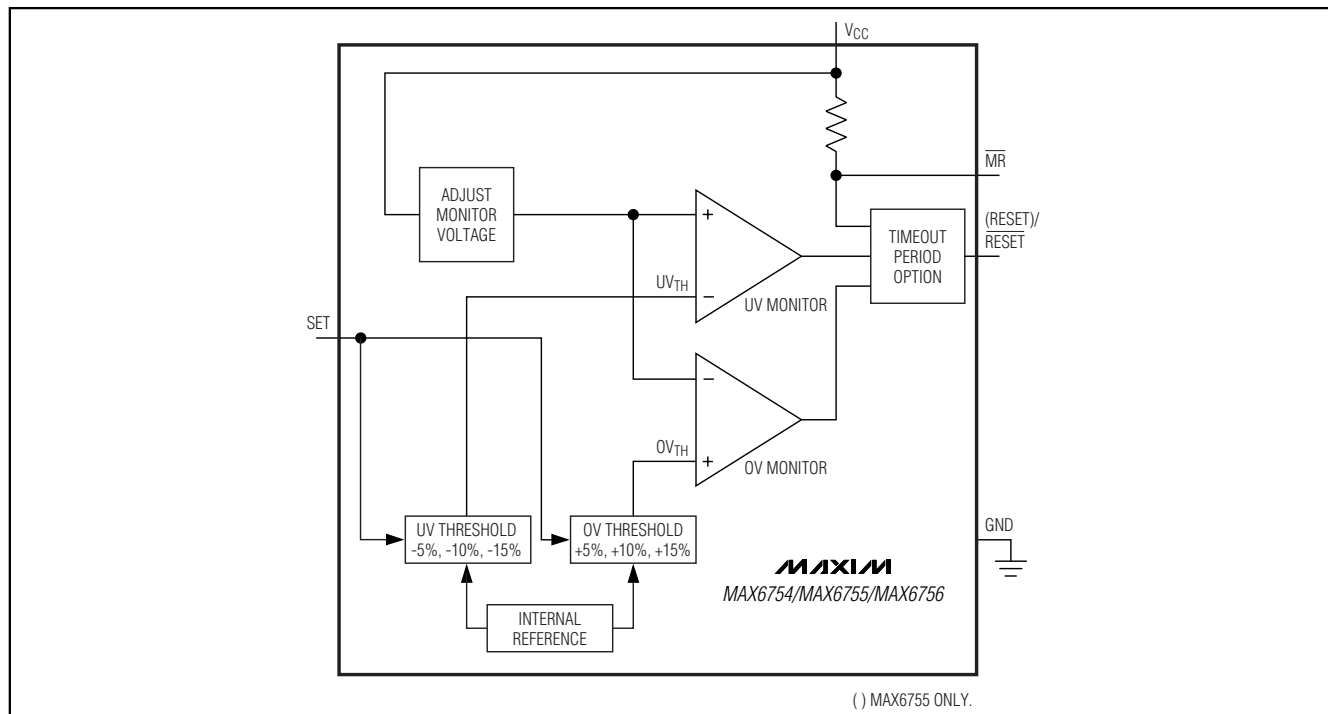 VCC
MR
ADJUST
MONITOR
VOLTAGE
+
(RESET)/
RESET
TIMEOUT
PERIOD
OPTION
UVTH
−
UV MONITOR
SET
−
OVTH
+
OV MONITOR
UV THRESHOLD
-5%, -10%, -15%
OV THRESHOLD
+5%, +10%, +15%
GND
MAXIM
MAX6754/MAX6755/MAX6756
INTERNAL
REFERENCE
( ) MAX6755 ONLY.